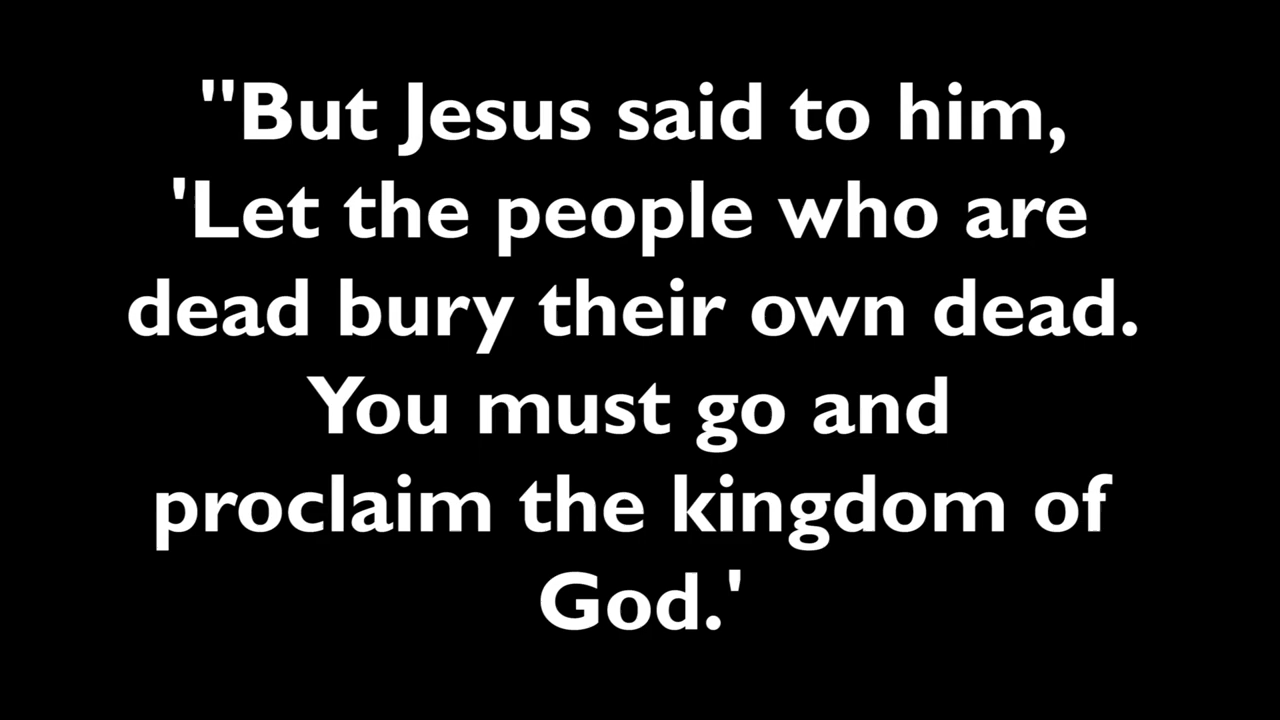 "But Jesus said to him,
'Let the people who are
dead bury their own dead.
You must go and
proclaim the kingdom of
God.'